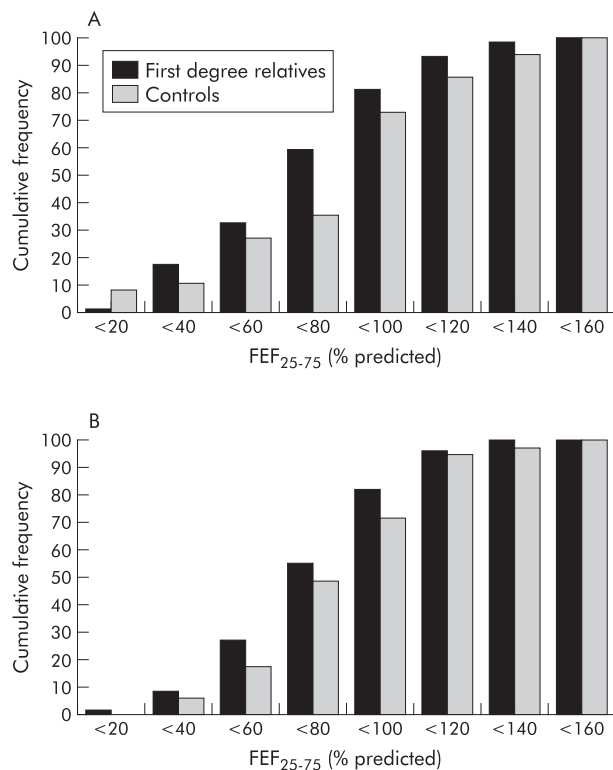 A
100
90
80
70
60
50
40
30
20
10
0
Cumulative frequency
First degree relatives
Controls
<20 <40 <60 <80 <100 <120 <140 <160
FEF25-75 (% predicted)
B
100
90
80
70
60
50
40
30
20
10
0
Cumulative frequency
<20 <40 <60 <80 <100 <120 <140 <160
FEF25-75 (% predicted)